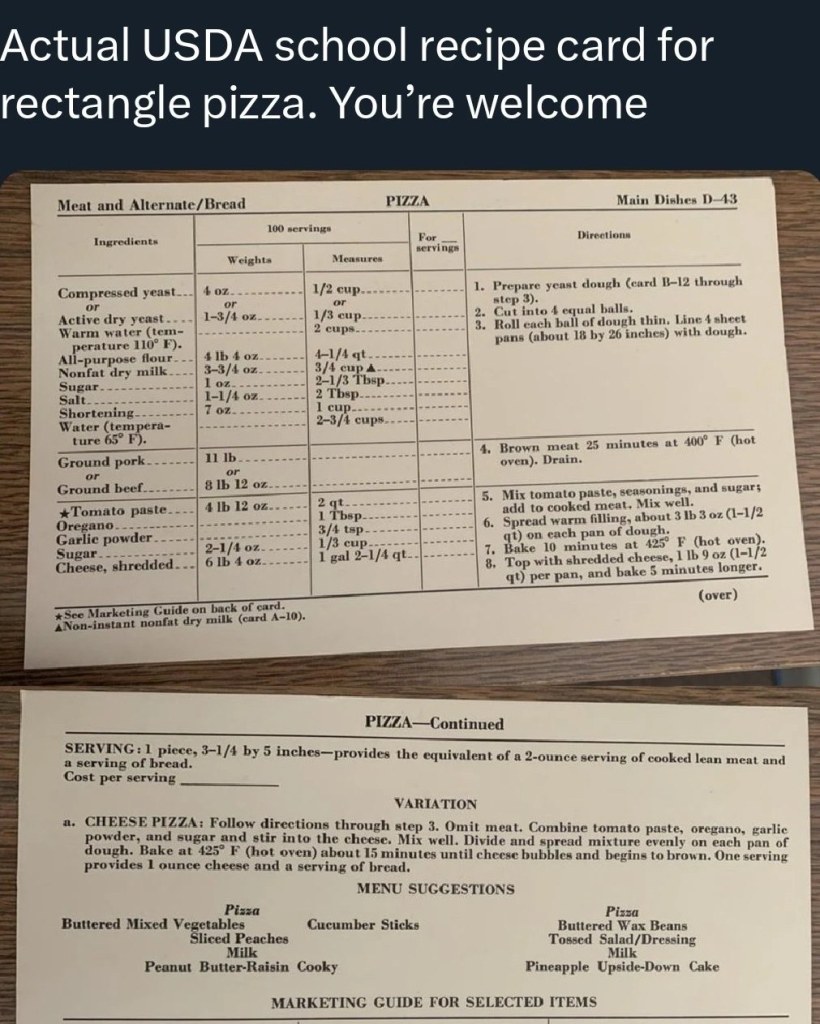 Actual USDA school recipe card for
rectangle pizza. You’re welcome
Meat and Alternate/Bread PIZZA Main Dishes D-43
Ingredients 100 servings For ___ servings Directions
Weights Measures
Compressed yeast 4 oz 1/2 cup
or or or
Active dry yeast 1-3/4 oz 1/3 cup
Warm water (tem- 2 cups
perature 110° F).
All-purpose flour 4 lb 4 oz 4-1/4 qt
Nonfat dry milk 3-3/4 oz 3/4 cup▲
Sugar 1 oz 2-1/3 Tbsp
Salt 1-1/4 oz 2 Tbsp
Shortening 7 oz 1 cup
Water (tempera- 2-3/4 cups
ture 65° F).
1. Prepare yeast dough (card B-12 through
step 3).
2. Cut into 4 equal balls.
3. Roll each ball of dough thin. Line 4 sheet
pans (about 18 by 26 inches) with dough.
Ground pork 11 lb
or or
Ground beef 8 lb 12 oz
4. Brown meat 25 minutes at 400° F (hot
oven). Drain.
★Tomato paste 4 lb 12 oz 2 qt
Oregano 1 Tbsp
Garlic powder 3/4 tsp
Sugar 2-1/4 oz 1/3 cup
Cheese, shredded 6 lb 4 oz 1 gal 2-1/4 qt
5. Mix tomato paste, seasonings, and sugar;
add to cooked meat. Mix well.
6. Spread warm filling, about 3 lb 3 oz (1-1/2
qt) on each pan of dough.
7. Bake 10 minutes at 425° F (hot oven).
8. Top with shredded cheese, 1 lb 9 oz (1-1/2
qt) per pan, and bake 5 minutes longer.
★See Marketing Guide on back of card.
▲Non-instant nonfat dry milk (card A-10).
(over)
PIZZA—Continued
SERVING: 1 piece, 3-1/4 by 5 inches—provides the equivalent of a 2-ounce serving of cooked lean meat and
a serving of bread.
Cost per serving ____________
VARIATION
a. CHEESE PIZZA: Follow directions through step 3. Omit meat. Combine tomato paste, oregano, garlic
powder, and sugar and stir into the cheese. Mix well. Divide and spread mixture evenly on each pan of
dough. Bake at 425° F (hot oven) about 15 minutes until cheese bubbles and begins to brown. One serving
provides 1 ounce cheese and a serving of bread.
MENU SUGGESTIONS
Pizza Pizza
Buttered Mixed Vegetables Cucumber Sticks Buttered Wax Beans
Sliced Peaches Tossed Salad/Dressing
Milk Milk
Peanut Butter-Raisin Cooky Pineapple Upside-Down Cake
MARKETING GUIDE FOR SELECTED ITEMS